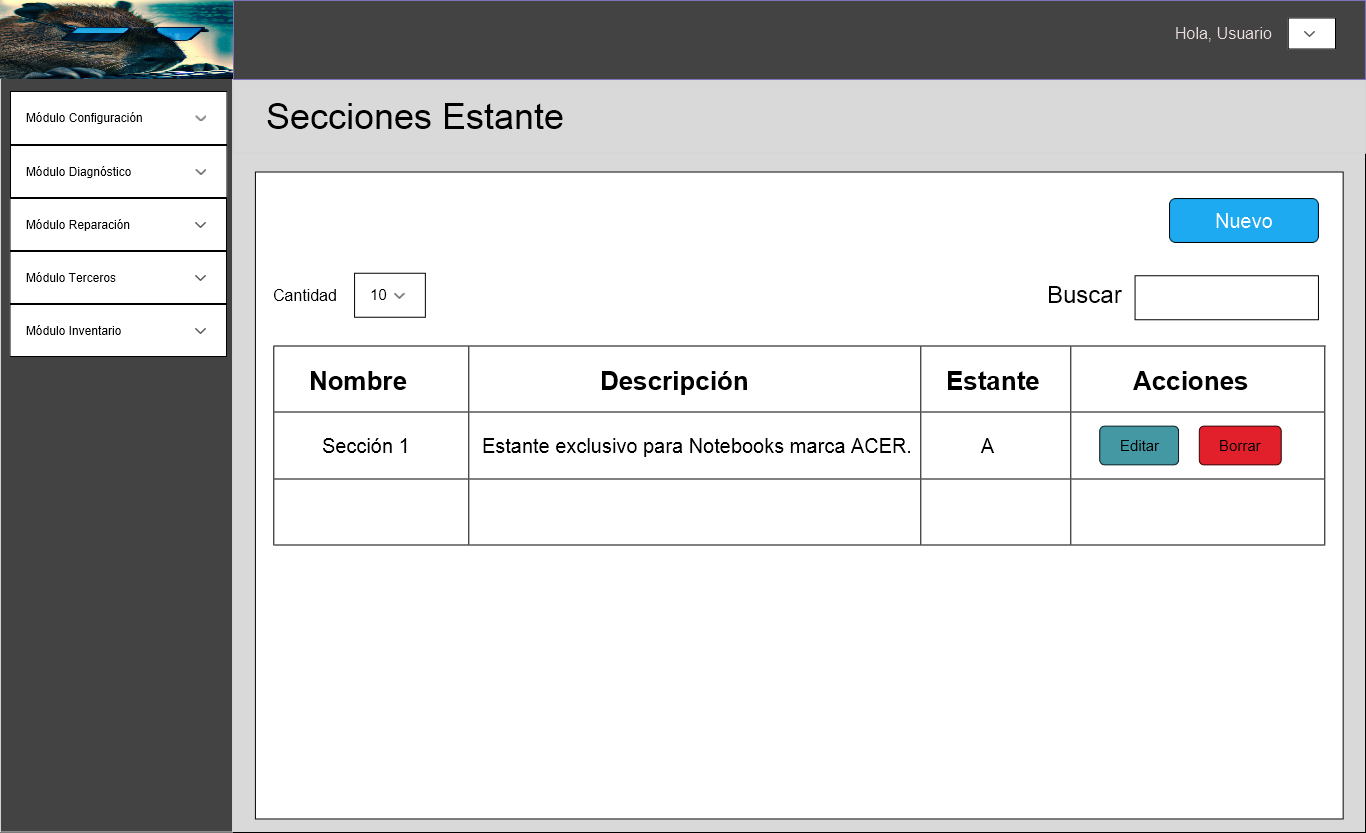 Hola, Usuario
Módulo Configuración
Módulo Diagnóstico
Módulo Reparación
Módulo Terceros
Módulo Inventario
Secciones Estante
Nuevo
Cantidad 10 Buscar
Nombre Descripción Estante Acciones
Sección 1 Estante exclusivo para Notebooks marca ACER. A Editar Borrar